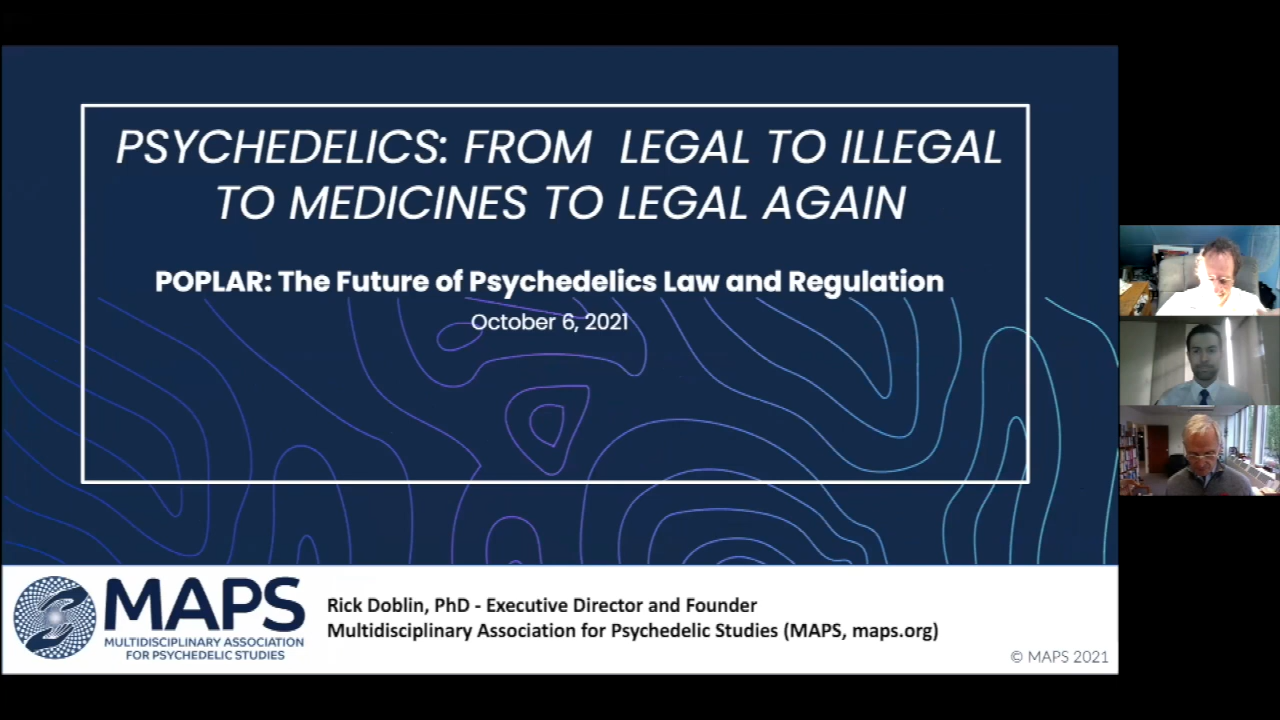 PSYCHEDELICS: FROM LEGAL TO ILLEGAL
TO MEDICINES TO LEGAL AGAIN
POPLAR: The Future of Psychedelics Law and Regulation
October 6, 2021
MAPS
MULTIDISCIPLINARY ASSOCIATION
FOR PSYCHEDELIC STUDIES
Rick Doblin, PhD - Executive Director and Founder
Multidisciplinary Association for Psychedelic Studies (MAPS, maps.org)
© MAPS 2021